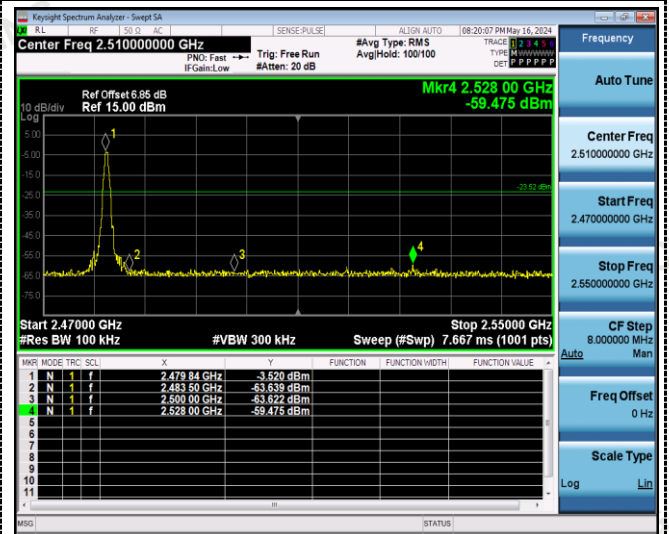 Keysight Spectrum Analyzer - Swept SA
RL RF 50 Ω AC SENSE:PULSE ALIGN AUTO 08:20:07 PM May 16, 2024
Center Freq 2.510000000 GHz
PNO: Fast
IFGain:Low
Trig: Free Run
#Atten: 20 dB
#Avg Type: RMS
Avg|Hold: 100/100
TRACE 1 2 3 4 5 6
TYPE M W W W W W
DET P P P P P P
Frequency
Auto Tune
Center Freq
2.510000000 GHz
Start Freq
2.470000000 GHz
Stop Freq
2.550000000 GHz
CF Step
8.000000 MHz
Auto Man
Freq Offset
0 Hz
Scale Type
Log Lin
Mkr4 2.528 00 GHz
-59.475 dBm
Ref Offset 6.85 dB
10 dB/div Ref 15.00 dBm
Log
5.00
-5.00
-15.0
-25.0
-35.0
-45.0
-55.0
-65.0
-75.0
-23.52 dBm
1
2
3
4
Start 2.47000 GHz Stop 2.55000 GHz
#Res BW 100 kHz #VBW 300 kHz Sweep (#Swp) 7.667 ms (1001 pts)
MKR MODE TRC SCL X Y FUNCTION FUNCTION WIDTH FUNCTION VALUE
1 N 1 f 2.479 84 GHz -3.520 dBm
2 N 1 f 2.483 50 GHz -63.639 dBm
3 N 1 f 2.500 00 GHz -63.622 dBm
4 N 1 f 2.528 00 GHz -59.475 dBm
5
6
7
8
9
10
11
MSG STATUS